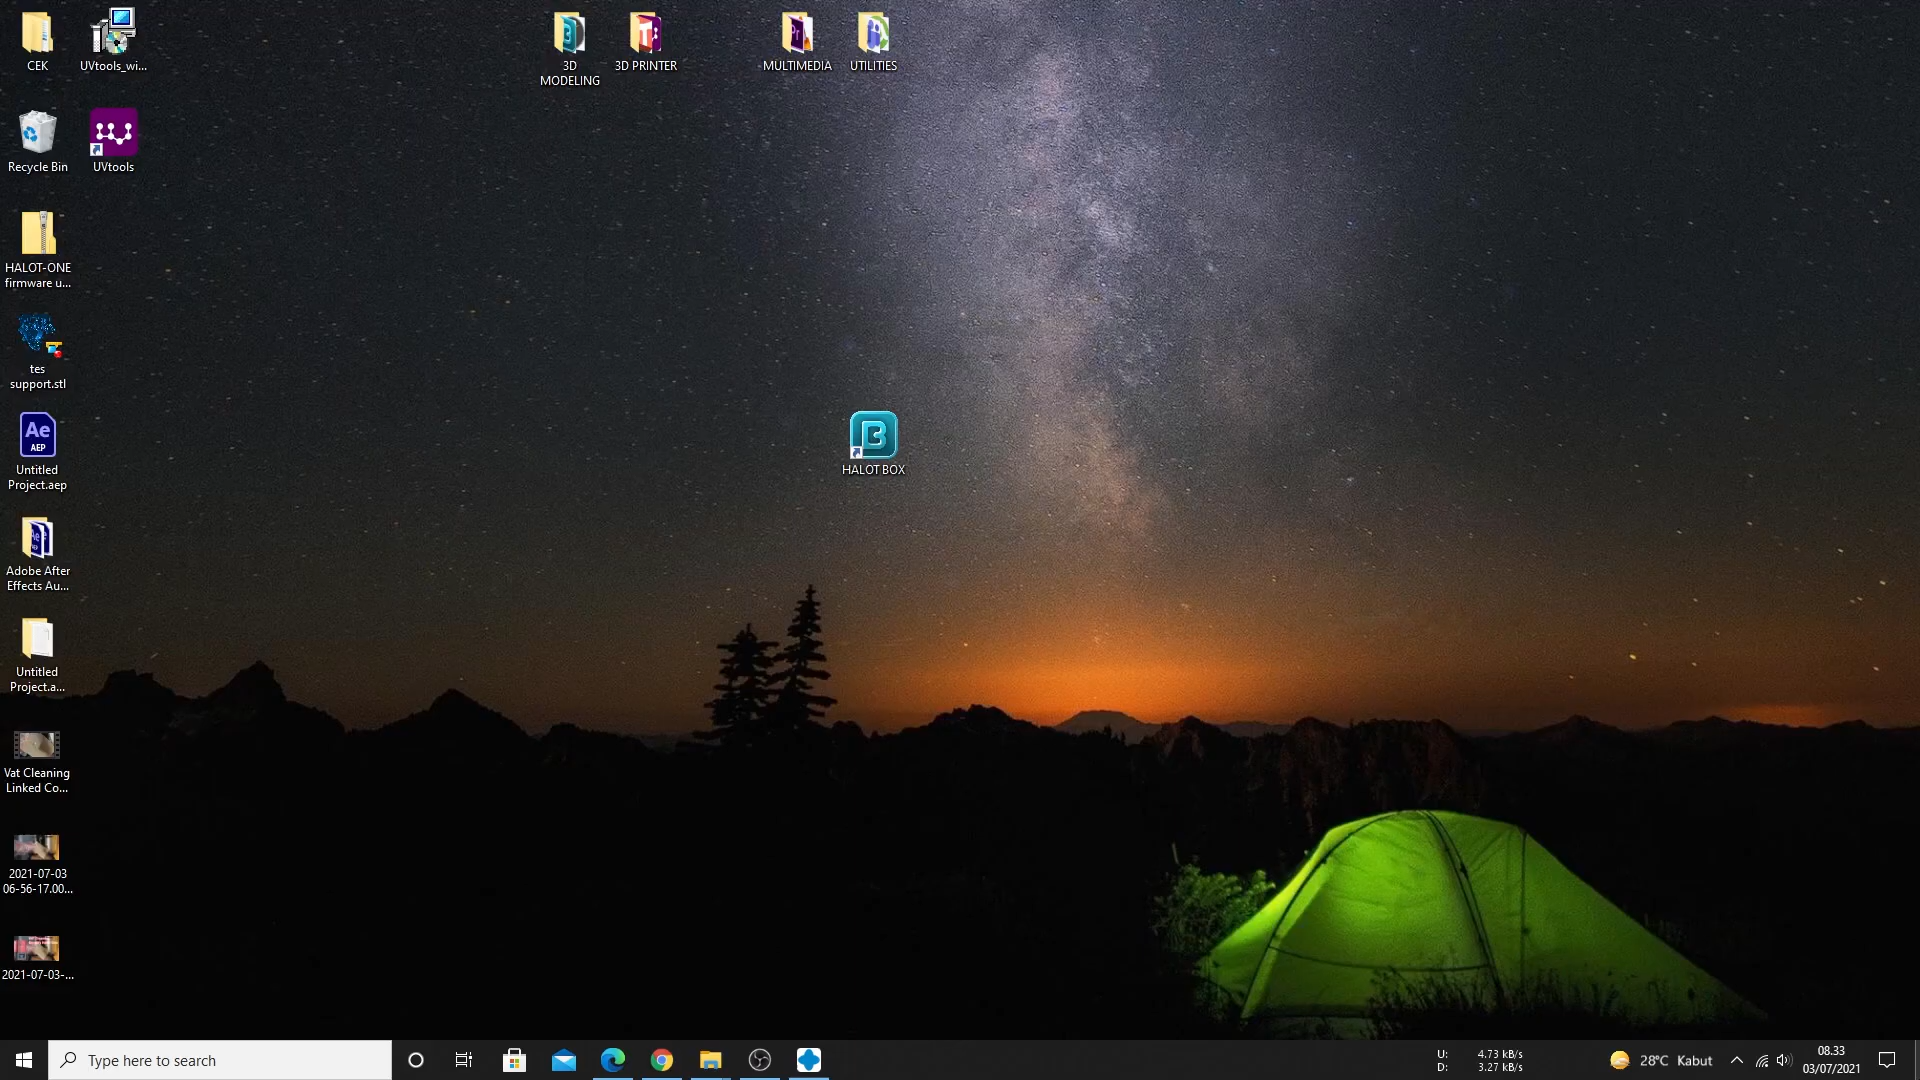 CEK
UVtools_wi...
3D
MODELING
3D PRINTER
MULTIMEDIA
UTILITIES
Recycle Bin
UVtools
HALOT-ONE
firmware u...
tes
support.stl
Ae
AEP
Untitled
Project.aep
HALOT BOX
Adobe After
Effects Au...
Untitled
Project.a...
Vat Cleaning
Linked Co...
2021-07-03
06-56-17.00...
2021-07-03-...
Type here to search
U: 4.73 kB/s
D: 3.27 kB/s
28°C Kabut
08.33
03/07/2021